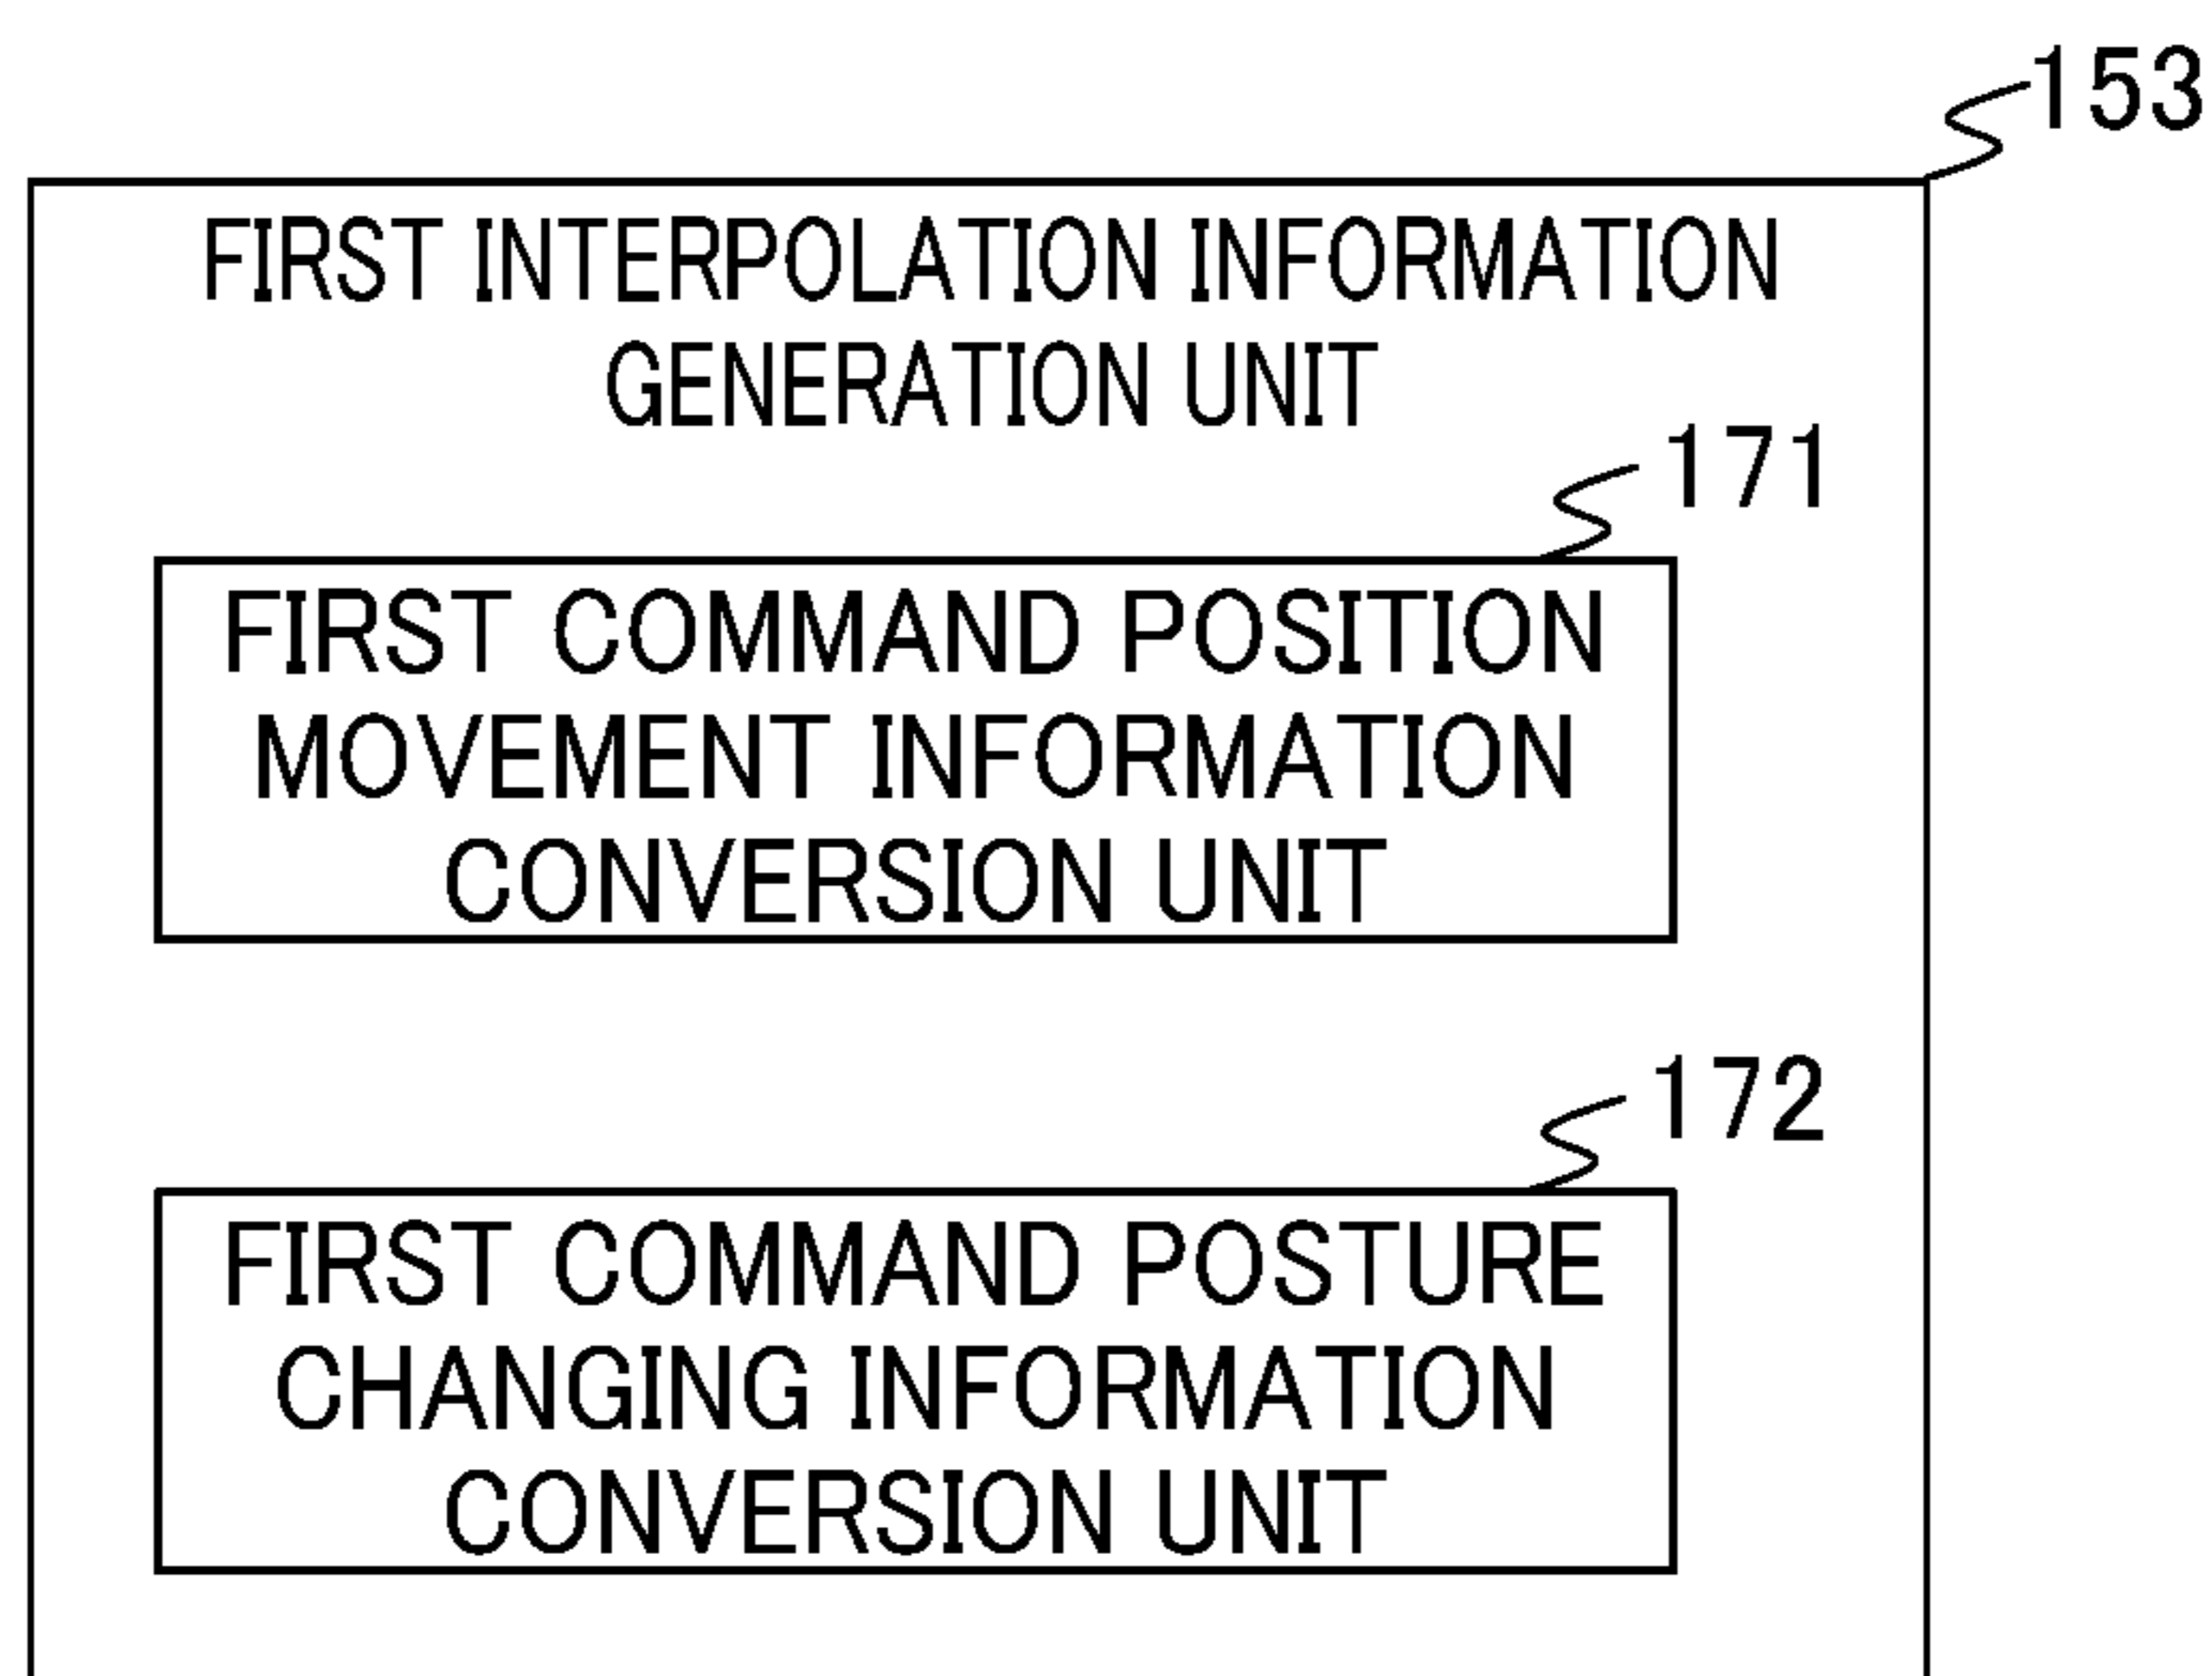 153
FIRST INTERPOLATION INFORMATION
GENERATION UNIT
171
FIRST COMMAND POSITION
MOVEMENT INFORMATION
CONVERSION UNIT
172
FIRST COMMAND POSTURE
CHANGING INFORMATION
CONVERSION UNIT